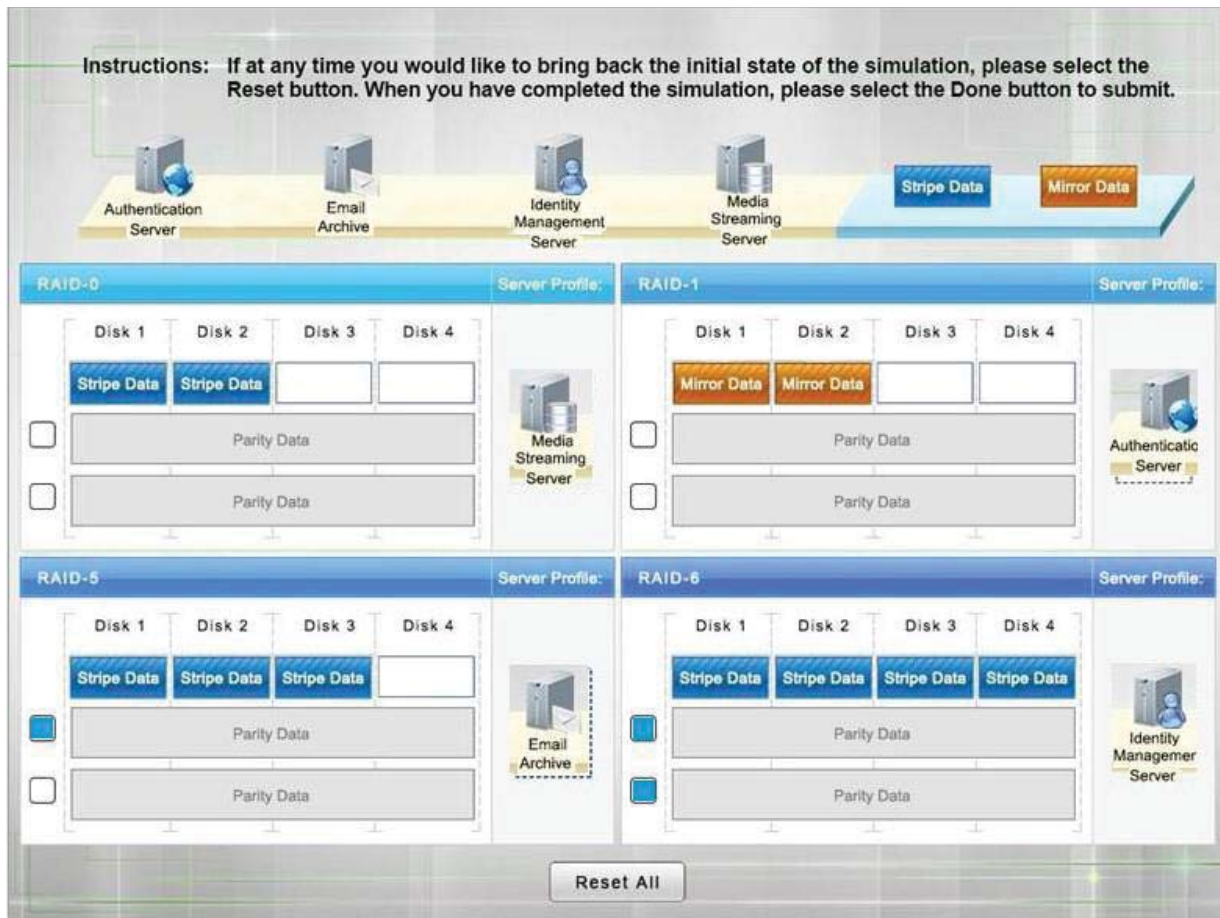 Instructions: If at any time you would like to bring back the initial state of the simulation, please select the
Reset button. When you have completed the simulation, please select the Done button to submit.
Authentication
Server
Email
Archive
Identity
Management
Server
Media
Streaming
Server
Stripe Data
Mirror Data
RAID-0
Server Profile:
Disk 1 Disk 2 Disk 3 Disk 4
Stripe Data Stripe Data
Parity Data
Parity Data
Media
Streaming
Server
RAID-1
Server Profile:
Disk 1 Disk 2 Disk 3 Disk 4
Mirror Data Mirror Data
Parity Data
Parity Data
Authenticatic
Server
RAID-5
Server Profile:
Disk 1 Disk 2 Disk 3 Disk 4
Stripe Data Stripe Data Stripe Data
Parity Data
Parity Data
Email
Archive
RAID-6
Server Profile:
Disk 1 Disk 2 Disk 3 Disk 4
Stripe Data Stripe Data Stripe Data Stripe Data
Parity Data
Parity Data
Identity
Managemer
Server
Reset All